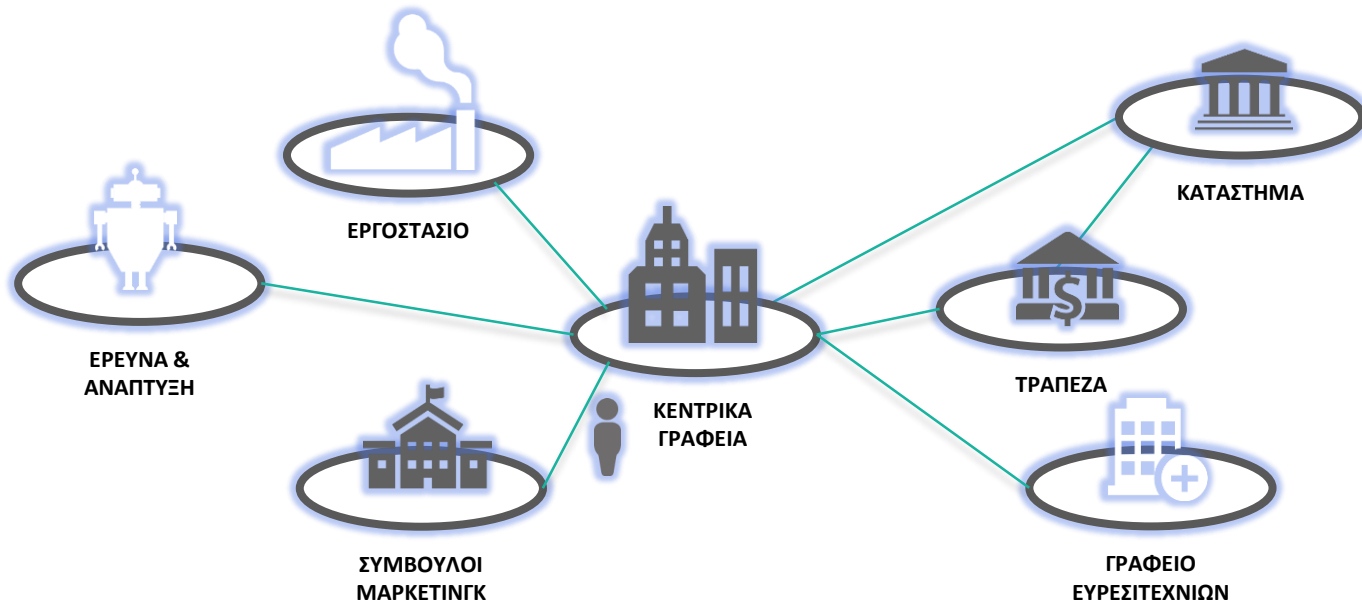 ΕΡΓΟΣΤΑΣΙΟ
ΚΑΤΑΣΤΗΜΑ
ΕΡΕΥΝΑ &
ΑΝΑΠΤΥΞΗ
ΚΕΝΤΡΙΚΑ
ΓΡΑΦΕΙΑ
ΤΡΑΠΕΖΑ
$
ΣΥΜΒΟΥΛΟΙ
ΜΑΡΚΕΤΙΝΓΚ
ΓΡΑΦΕΙΟ
ΕΥΡΕΣΙΤΕΧΝΙΩΝ